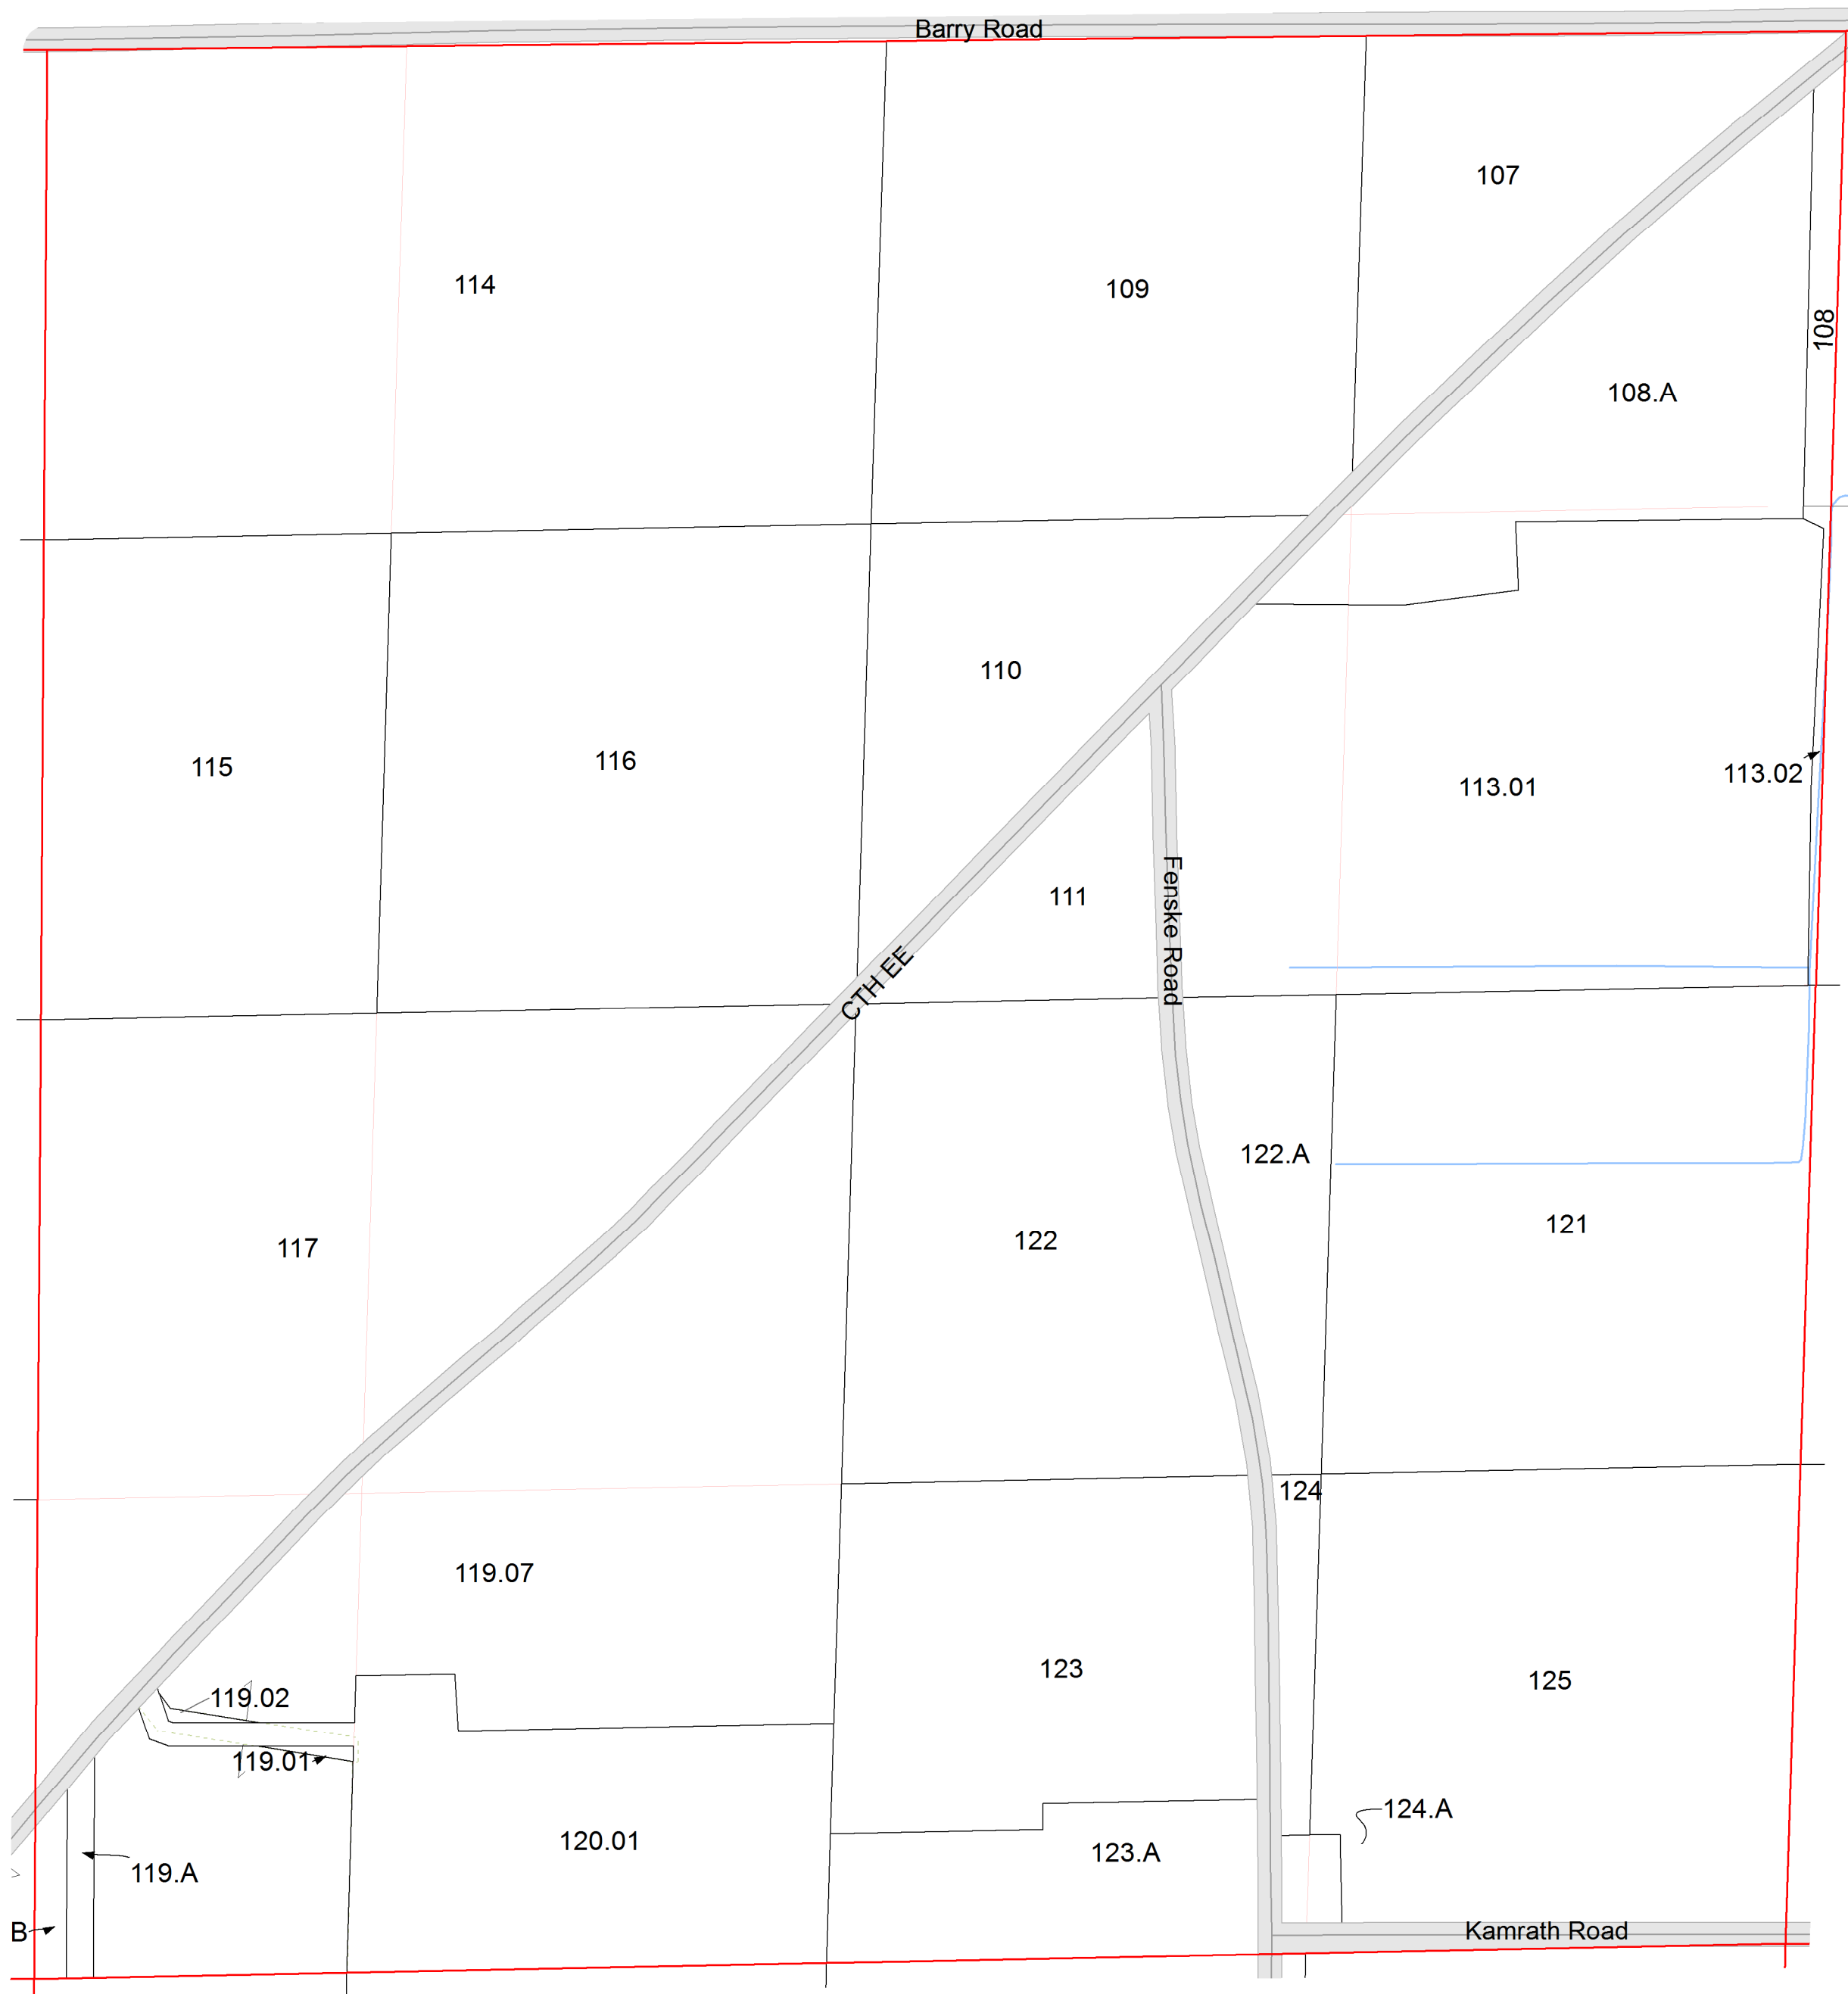 Barry Road
107
114
109
108
108.A
110
116
115
113.02
113.01
111
Fenske Road
CTH EE
122.A
121
122
117
124
119.07
123
125
119.02
119.01
124.A
120.01
123.A
119.A
B
Kamrath Road